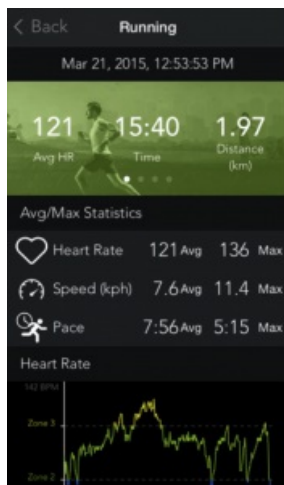 Back Running
Mar 21, 2015, 12:53:53 PM
121 15:40 1.97
Avg HR Time Distance
(km)
Avg/Max Statistics
Heart Rate 121 Avg 136 Max
Speed (kph) 7.6 Avg 11.4 Max
Pace 7:56 Avg 5:15 Max
Heart Rate
142 BPM
Zone 3
Zone 2